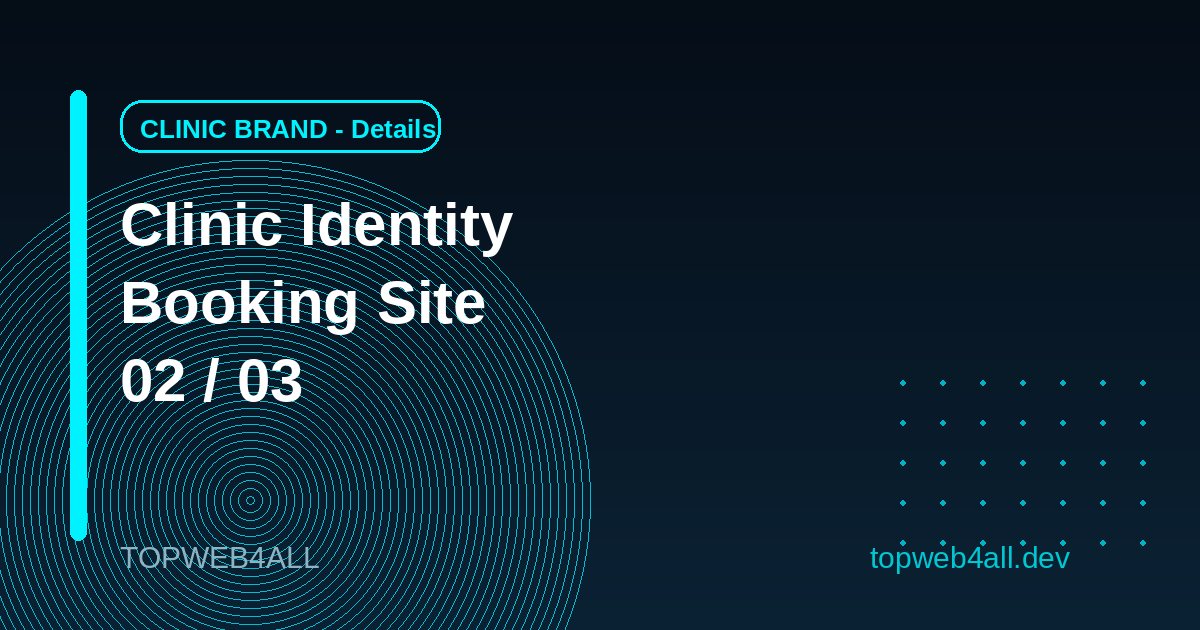 CLINIC BRAND - Details
Clinic Identity
Booking Site
02 / 03
TOPWEB4ALL
topweb4all.dev